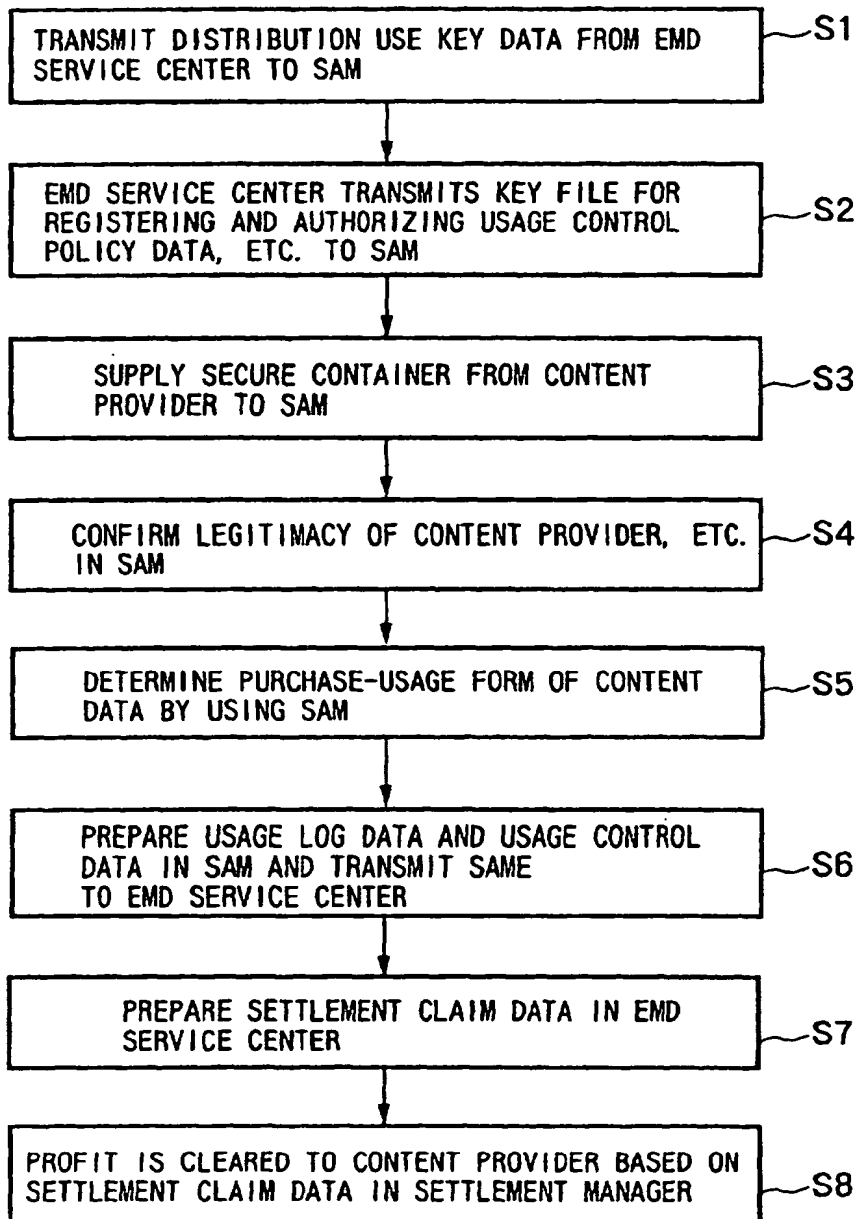 TRANSMIT DISTRIBUTION USE KEY DATA FROM EMD
SERVICE CENTER TO SAM
S1
EMD SERVICE CENTER TRANSMITS KEY FILE FOR
REGISTERING AND AUTHORIZING USAGE CONTROL
POLICY DATA, ETC. TO SAM
S2
SUPPLY SECURE CONTAINER FROM CONTENT
PROVIDER TO SAM
S3
CONFIRM LEGITIMACY OF CONTENT PROVIDER, ETC.
IN SAM
S4
DETERMINE PURCHASE-USAGE FORM OF CONTENT
DATA BY USING SAM
S5
PREPARE USAGE LOG DATA AND USAGE CONTROL
DATA IN SAM AND TRANSMIT SAME
TO EMD SERVICE CENTER
S6
PREPARE SETTLEMENT CLAIM DATA IN EMD
SERVICE CENTER
S7
PROFIT IS CLEARED TO CONTENT PROVIDER BASED ON
SETTLEMENT CLAIM DATA IN SETTLEMENT MANAGER
S8